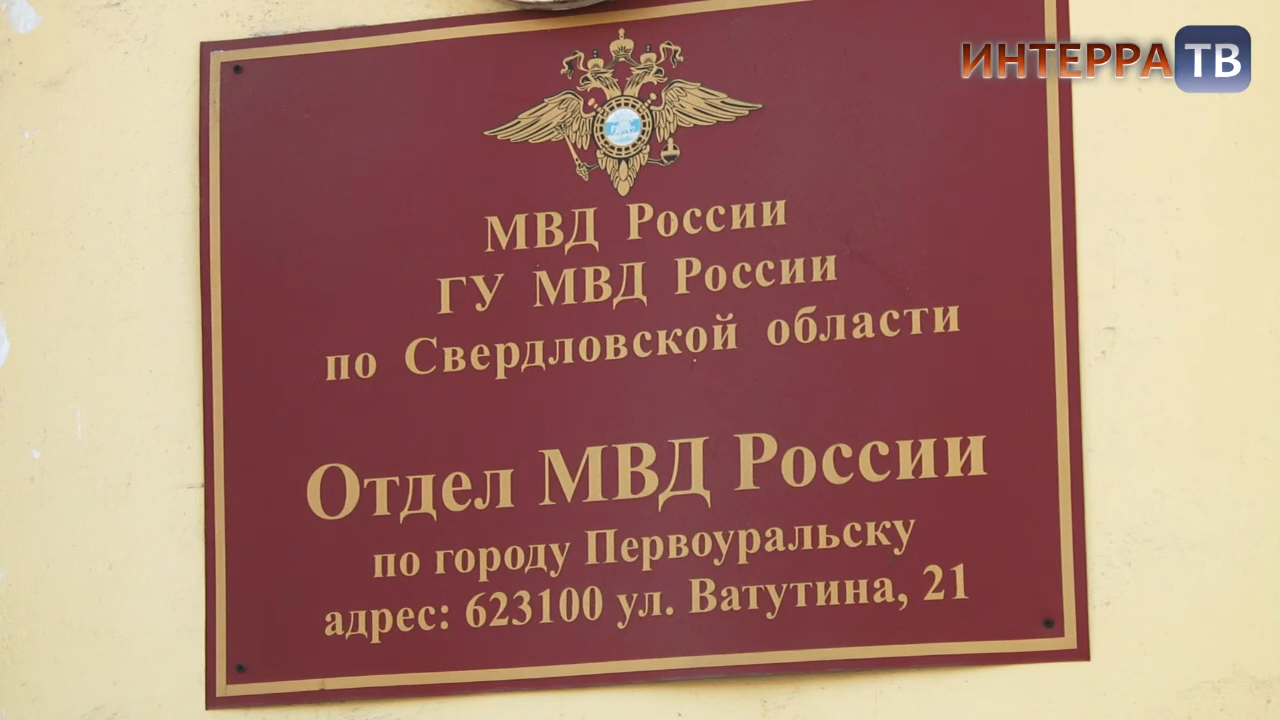 ИНТЕРРА ТВ
МВД России
ГУ МВД России
по Свердловской области
Отдел МВД России
по городу Первоуральску
адрес: 623100 ул. Ватутина, 21